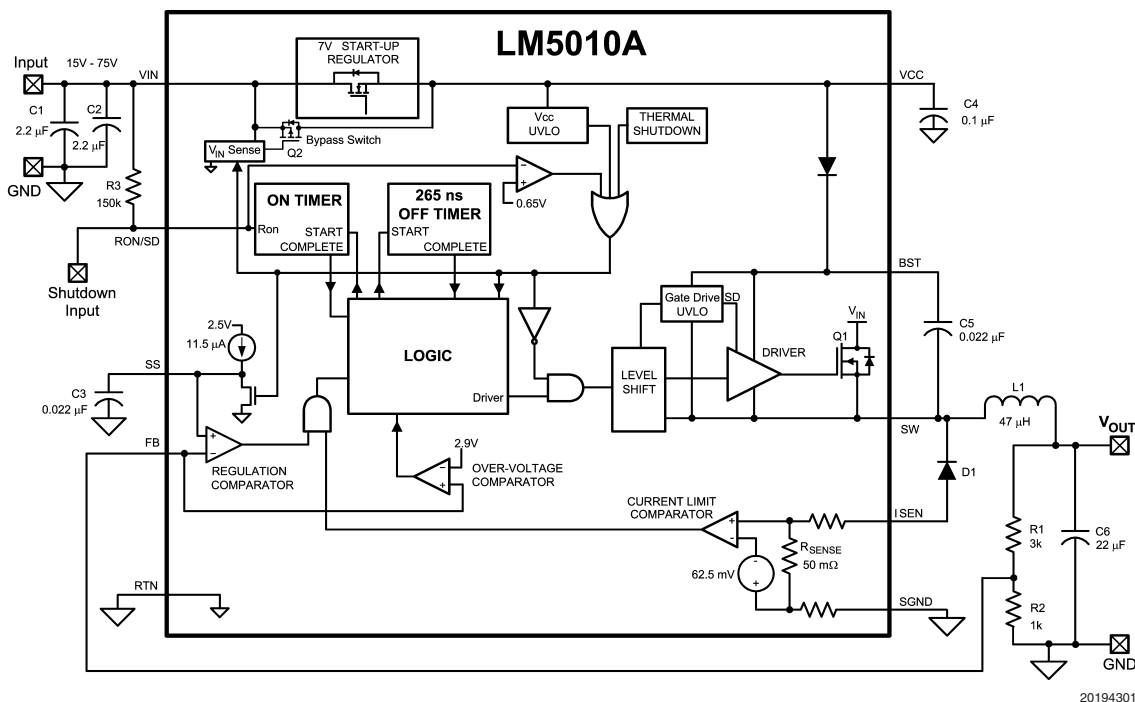 LM5010A
7V START-UP
REGULATOR
Input
15V - 75V
VIN
VCC
C1
2.2 µF
C2
2.2 µF
C4
0.1 µF
Vcc
UVLO
THERMAL
SHUTDOWN
Bypass Switch
VIN Sense
Q2
GND
R3
150k
-
+
0.65V
ON TIMER
Ron
START
COMPLETE
265 ns
OFF TIMER
START
COMPLETE
RON/SD
Shutdown
Input
BST
Gate Drive
UVLO
SD
VIN
Q1
C5
0.022 µF
2.5V
11.5 µA
LOGIC
Driver
DRIVER
LEVEL
SHIFT
SS
C3
0.022 µF
L1
47 µH
SW
VOUT
FB
+
-
REGULATION
COMPARATOR
2.9V
-
+
OVER-VOLTAGE
COMPARATOR
D1
CURRENT LIMIT
COMPARATOR
+
-
ISEN
RSENSE
50 mΩ
62.5 mV
-
+
R1
3k
C6
22 µF
RTN
SGND
R2
1k
GND
20194301